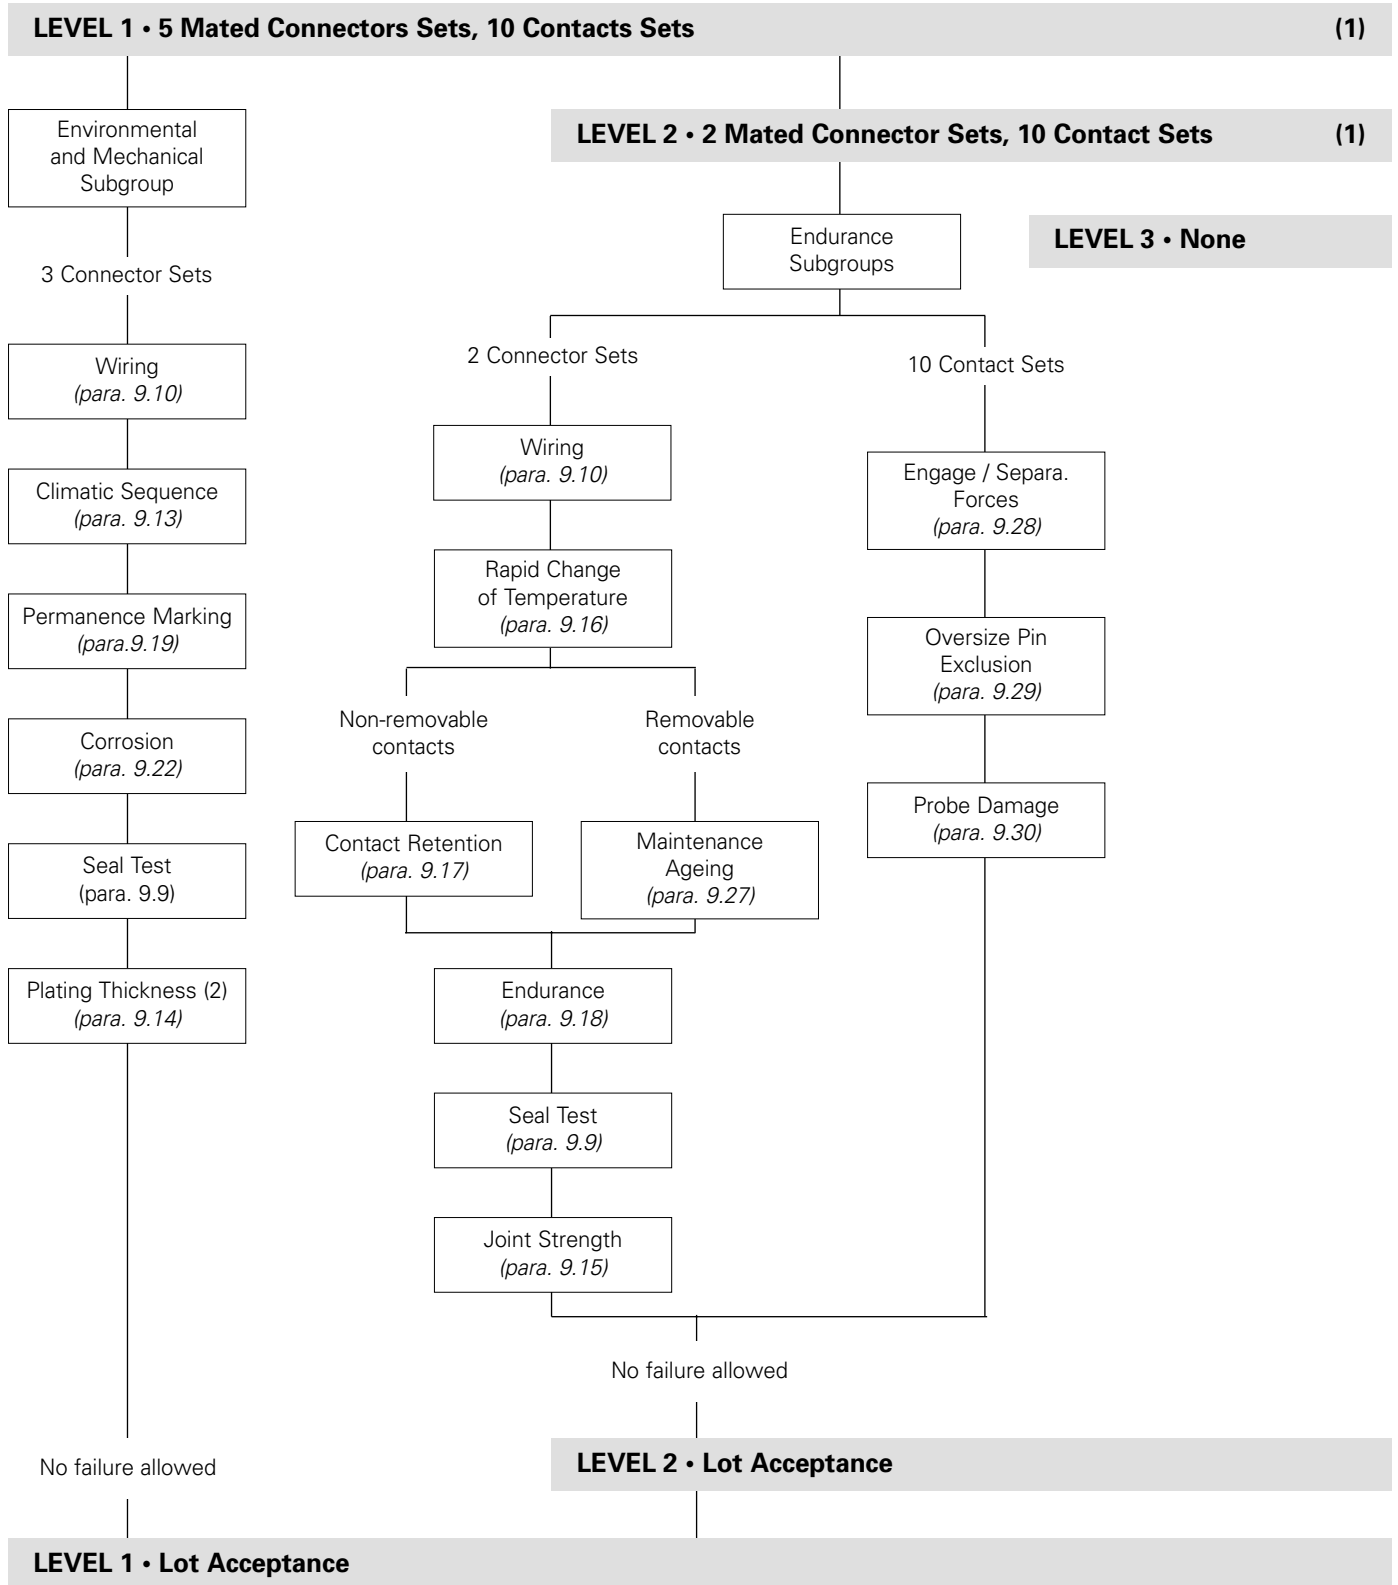 LEVEL 1 • 5 Mated Connectors Sets, 10 Contacts Sets (1)
Environmental
and Mechanical
Subgroup
3 Connector Sets
Wiring
(para. 9.10)
Climatic Sequence
(para. 9.13)
Permanence Marking
(para.9.19)
Corrosion
(para. 9.22)
Seal Test
(para. 9.9)
Plating Thickness (2)
(para. 9.14)
No failure allowed
LEVEL 2 • 2 Mated Connector Sets, 10 Contact Sets (1)
Endurance
Subgroups
LEVEL 3 • None
2 Connector Sets
Wiring
(para. 9.10)
Rapid Change
of Temperature
(para. 9.16)
Non-removable
contacts
Contact Retention
(para. 9.17)
Removable
contacts
Maintenance
Ageing
(para. 9.27)
Endurance
(para. 9.18)
Seal Test
(para. 9.9)
Joint Strength
(para. 9.15)
10 Contact Sets
Engage / Separa.
Forces
(para. 9.28)
Oversize Pin
Exclusion
(para. 9.29)
Probe Damage
(para. 9.30)
No failure allowed
LEVEL 2 • Lot Acceptance
LEVEL 1 • Lot Acceptance